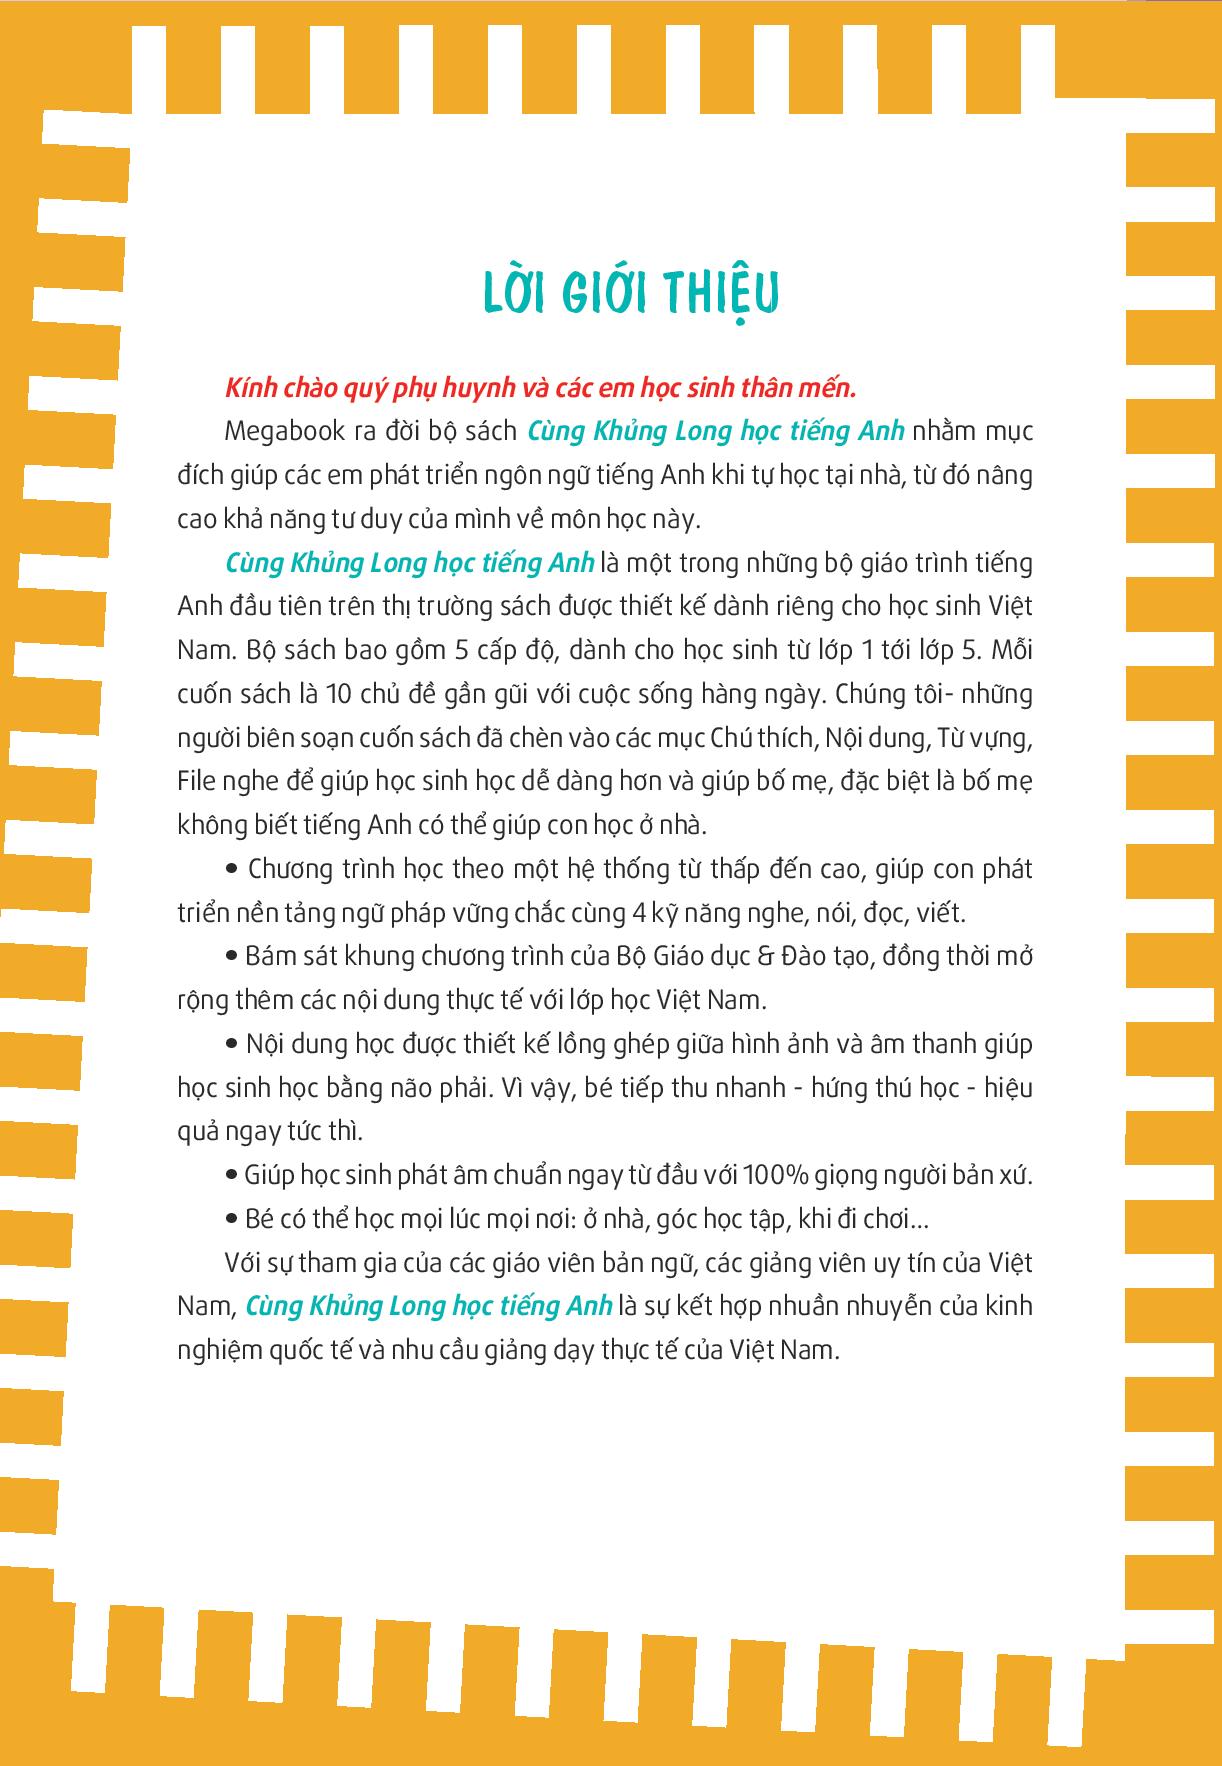 LỜI GIỚI THIỆU
Kính chào quý phụ huynh và các em học sinh thân mến.
Megabook ra đời bộ sách Cùng Khủng Long học tiếng Anh nhằm mục
đích giúp các em phát triển ngôn ngữ tiếng Anh khi tự học tại nhà, từ đó nâng
cao khả năng tư duy của mình về môn học này.
Cùng Khủng Long học tiếng Anh là một trong những bộ giáo trình tiếng
Anh đầu tiên trên thị trường sách được thiết kế dành riêng cho học sinh Việt
Nam. Bộ sách bao gồm 5 cấp độ, dành cho học sinh từ lớp 1 tới lớp 5. Mỗi
cuốn sách là 10 chủ đề gần gũi với cuộc sống hàng ngày. Chúng tôi- những
người biên soạn cuốn sách đã chèn vào các mục Chú thích, Nội dung, Từ vựng,
File nghe để giúp học sinh học dễ dàng hơn và giúp bố mẹ, đặc biệt là bố mẹ
không biết tiếng Anh có thể giúp con học ở nhà.
• Chương trình học theo một hệ thống từ thấp đến cao, giúp con phát
triển nền tảng ngữ pháp vững chắc cùng 4 kỹ năng nghe, nói, đọc, viết.
• Bám sát khung chương trình của Bộ Giáo dục & Đào tạo, đồng thời mở
rộng thêm các nội dung thực tế với lớp học Việt Nam.
• Nội dung học được thiết kế lồng ghép giữa hình ảnh và âm thanh giúp
học sinh học bằng não phải. Vì vậy, bé tiếp thu nhanh - hứng thú học - hiệu
quả ngay tức thì.
• Giúp học sinh phát âm chuẩn ngay từ đầu với 100% giọng người bản xứ.
• Bé có thể học mọi lúc mọi nơi: ở nhà, góc học tập, khi đi chơi...
Với sự tham gia của các giáo viên bản ngữ, các giảng viên uy tín của Việt
Nam, Cùng Khủng Long học tiếng Anh là sự kết hợp nhuần nhuyễn của kinh
nghiệm quốc tế và nhu cầu giảng dạy thực tế của Việt Nam.